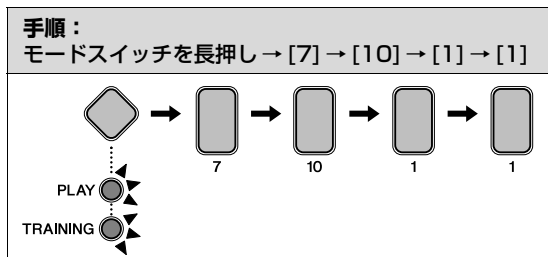 手順：
モードスイッチを長押し → [7] → [10] → [1] → [1]
7 10 1 1
PLAY
TRAINING